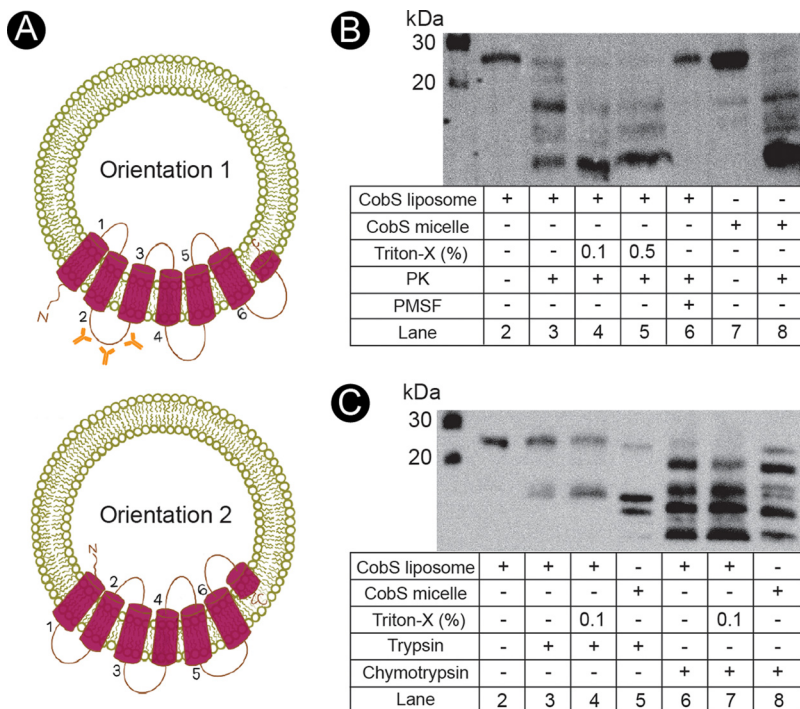 A
Orientation 1
1
3
5
N
2
4
6
C
Orientation 2
N
2
4
6
1
3
5
C
B
kDa
30
20
CobS liposome + + + + + - -
CobS micelle - - - - - + +
Triton-X (%) - - 0.1 0.5 - - -
PK - + + + + - +
PMSF - - - - + - -
Lane 2 3 4 5 6 7 8
C
kDa
30
20
CobS liposome + + + - + + -
CobS micelle - - - + - - +
Triton-X (%) - - 0.1 - - 0.1 -
Trypsin - + + + - - -
Chymotrypsin - - - - + + +
Lane 2 3 4 5 6 7 8